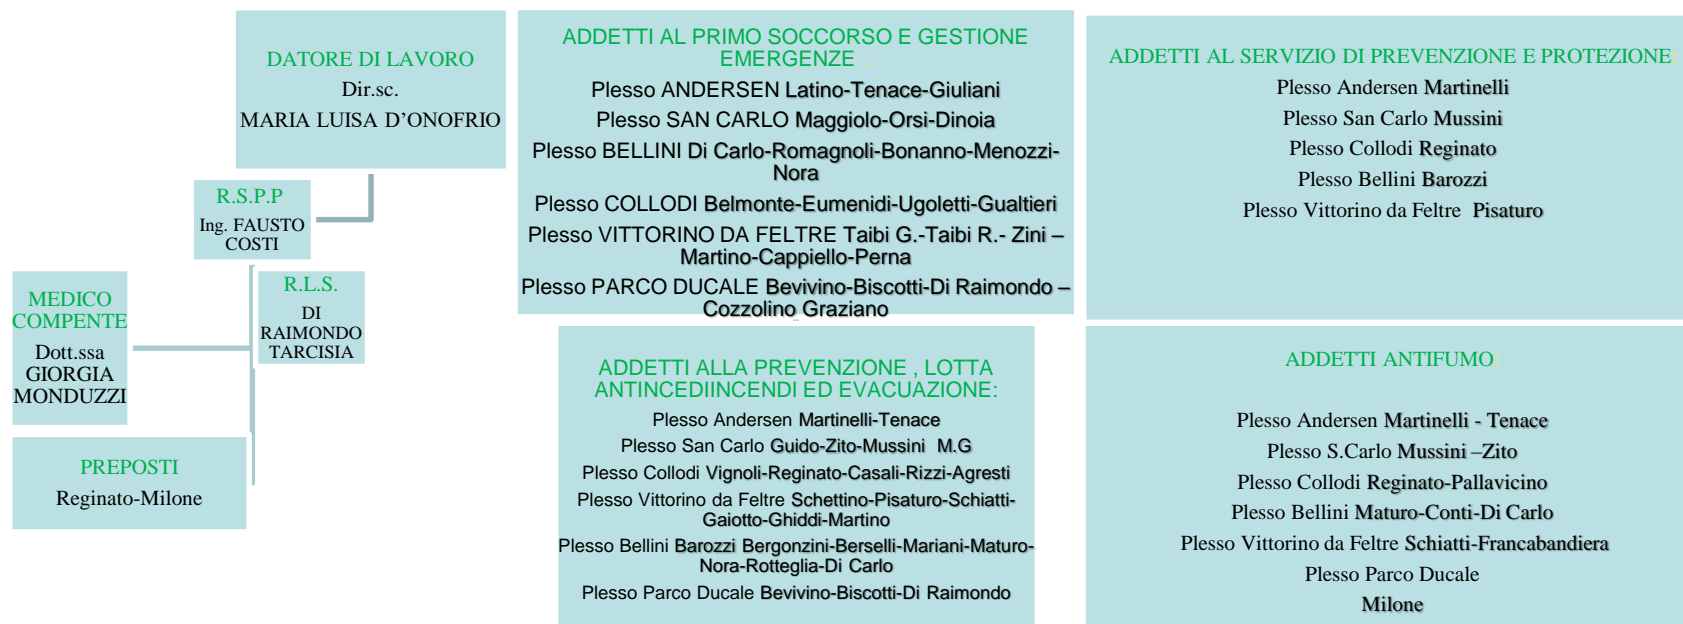 DATORE DI LAVORO
Dir.sc.
MARIA LUISA D'ONOFRIO
R.S.P.P.
Ing. FAUSTO
COSTI
R.L.S.
DI
RAIMONDO
TARCISIA
MEDICO
COMPENTE
Dott.ssa
GIORGIA
MONDUZZI
PREPOSTI
Reginato-Milone
ADDETTI AL PRIMO SOCCORSO E GESTIONE
EMERGENZE :
Plesso ANDERSEN Latino-Tenace-Giuliani
Plesso SAN CARLO Maggiolo-Orsi-Dinoia
Plesso BELLINI Di Carlo-Romagnoli-Bonanno-Menozzi-
Nora
Plesso COLLODI Belmonte-Eumenidi-Ugoletti-Gualtieri
Plesso VITTORINO DA FELTRE Taibi G.-Taibi R.- Zini –
Martino-Cappiello-Perna
Plesso PARCO DUCALE Bevivino-Biscotti-Di Raimondo –
Cozzolino Graziano
ADDETTI ALLA PREVENZIONE , LOTTA
ANTINCEDIINCENDI ED EVACUAZIONE:
Plesso Andersen Martinelli-Tenace
Plesso San Carlo Guido-Zito-Mussini M.G
Plesso Collodi Vignoli-Reginato-Casali-Rizzi-Agresti
Plesso Vittorino da Feltre Schettino-Pisaturo-Schiatti-
Gaiotto-Ghiddi-Martino
Plesso Bellini Barozzi Bergonzini-Berselli-Mariani-Maturo-
Nora-Rotteglia-Di Carlo
Plesso Parco Ducale Bevivino-Biscotti-Di Raimondo
ADDETTI AL SERVIZIO DI PREVENZIONE E PROTEZIONE:
Plesso Andersen Martinelli
Plesso San Carlo Mussini
Plesso Collodi Reginato
Plesso Bellini Barozzi
Plesso Vittorino da Feltre Pisaturo
ADDETTI ANTIFUMO:
Plesso Andersen Martinelli - Tenace
Plesso S.Carlo Mussini –Zito
Plesso Collodi Reginato-Pallavicino
Plesso Bellini Maturo-Conti-Di Carlo
Plesso Vittorino da Feltre Schiatti-Francabandiera
Plesso Parco Ducale
Milone